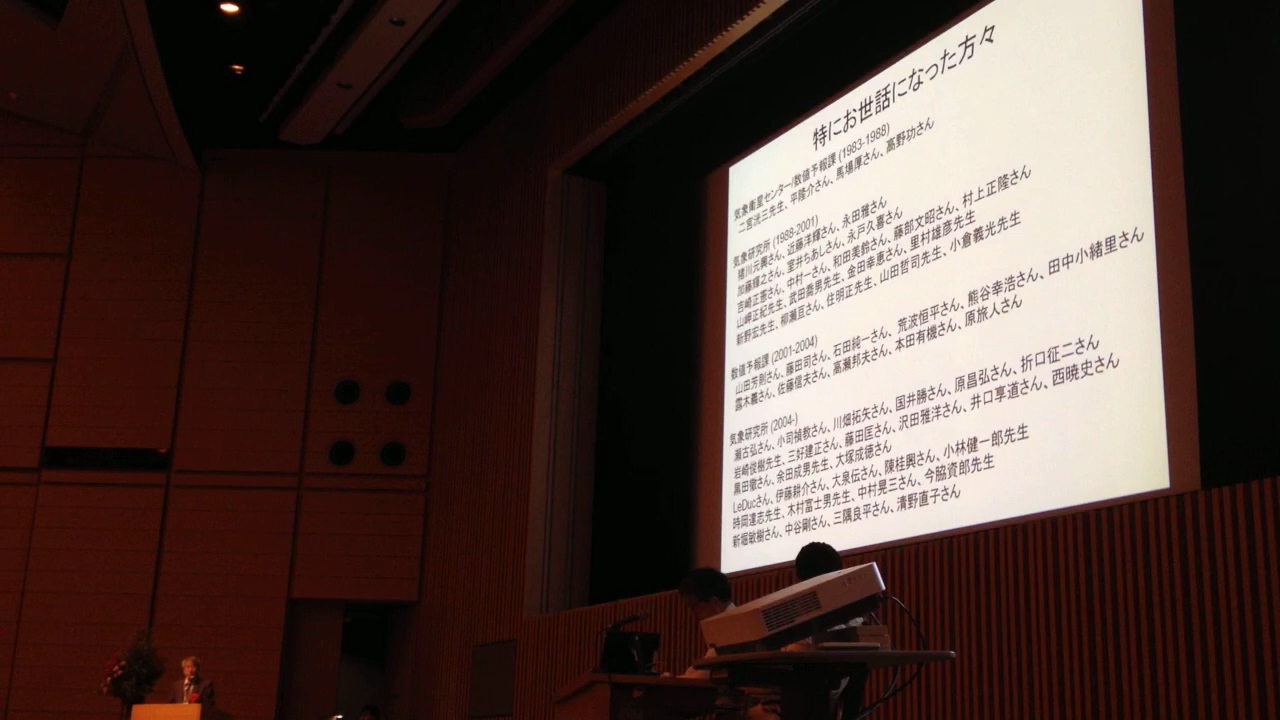 特にお世話になった方々
気象衛星センター/数値予報課 (1983-1988)
二宮洸三先生、平隆介さん、馬場厚さん、高野功さん
気象研究所 (1988-2001)
猪川元興さん、近藤洋輝さん、永田雅さん
加藤輝之さん、室井ちあしさん、永戸久喜さん
吉崎正憲さん、中村一さん、和田美鈴さん、藤部文昭さん、村上正隆さん
山岬正紀先生、武田喬男先生、金田幸恵さん、里村雄彦先生
新野宏先生、柳瀬亘さん、住明正先生、山田哲司先生、小倉義光先生
数値予報課 (2001-2004)
山田芳則さん、藤田司さん、石田純一さん、荒波恒平さん、熊谷幸浩さん、田中小緒里さん
露木義さん、佐藤信夫さん、高瀬邦夫さん、本田有機さん、原旅人さん
気象研究所 (2004-)
瀬古弘さん、小司禎教さん、川畑拓矢さん、国井勝さん、原昌弘さん、折口征二さん
岩崎俊樹先生、三好建正さん、藤田匡さん、沢田雅洋さん、井口享道さん、西暁史さん
黒田徹さん、余田成男先生、大塚成徳さん
LeDucさん、伊藤耕介さん、大泉伝さん、陳桂興さん、小林健一郎先生
時岡達志先生、木村富士男先生、中村晃三さん、今脇資郎先生
新堀敏樹さん、中谷剛さん、三隅良平さん、清野直子さん